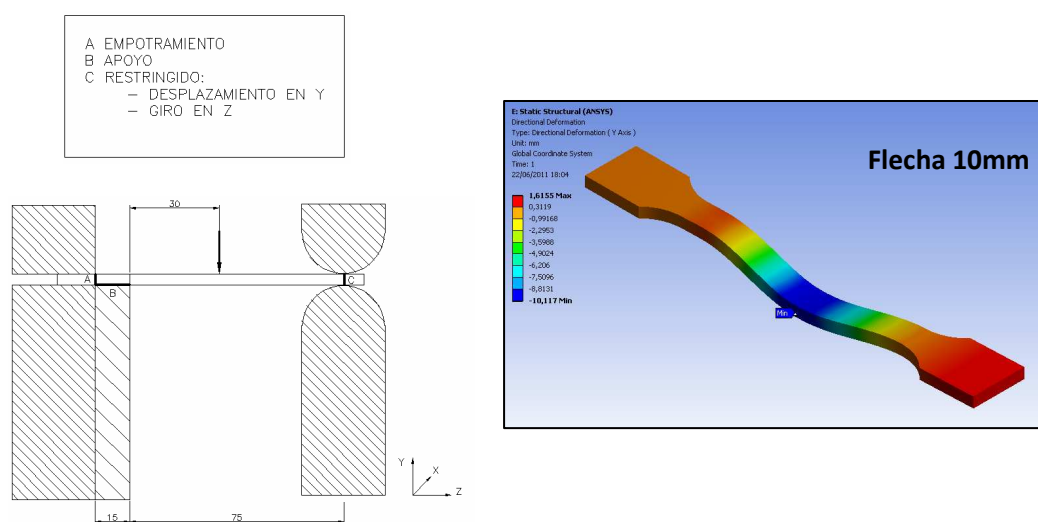 A EMPOTRAMIENTO
B APOYO
C RESTRINGIDO:
– DESPLAZAMIENTO EN Y
– GIRO EN Z
30
A
B
C
Y
X
Z
15
75
E: Static Structural (ANSYS)
Directional Deformation
Type: Directional Deformation ( Y Axis )
Unit: mm
Global Coordinate System
Time: 1
22/06/2011 18:04
1,6155 Max
0,3119
-0,99168
-2,2953
-3,5988
-4,9024
-6,206
-7,5096
-8,8131
-10,117 Min
Flecha 10mm
Min